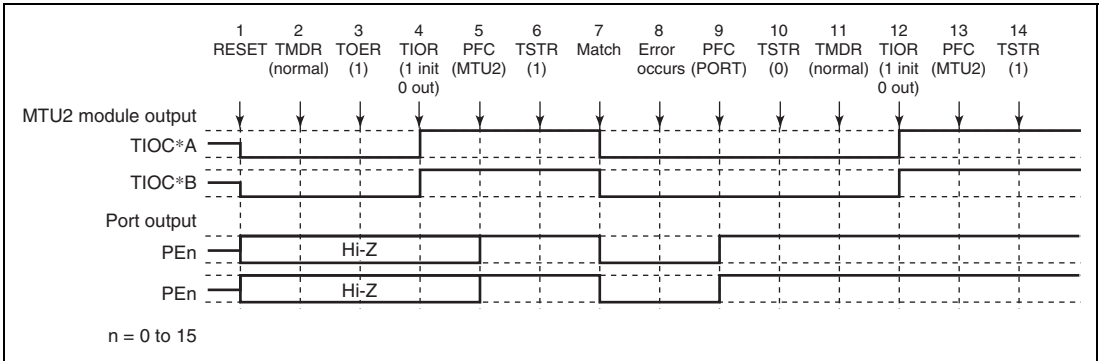 1 2 3 4 5 6 7 8 9 10 11 12 13 14
RESET TMDR TOER TIOR PFC TSTR Match Error PFC TSTR TMDR TIOR PFC TSTR
(normal) (1) (1 init (MTU2) (1) occurs (PORT) (0) (normal) (1 init (MTU2) (1)
0 out) 0 out)
MTU2 module output
TIOC*A
TIOC*B
Port output
PEn Hi-Z
PEn Hi-Z
n = 0 to 15